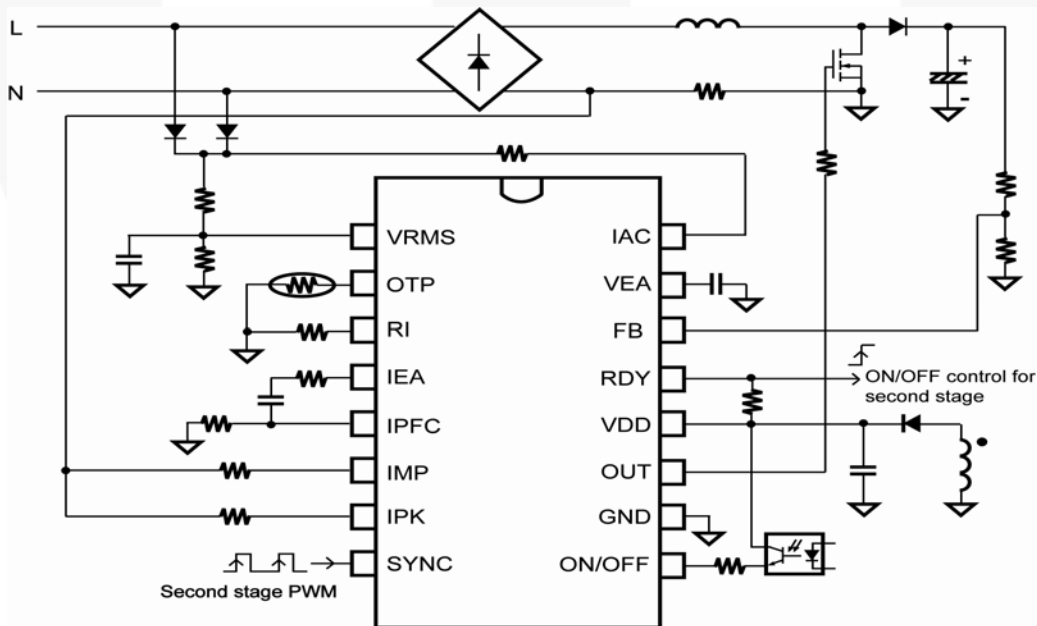 L
N
+
-
VRMS
IAC
OTP
VEA
RI
FB
IEA
RDY
ON/OFF control for
second stage
IPFC
VDD
IMP
OUT
IPK
GND
SYNC
ON/OFF
Second stage PWM